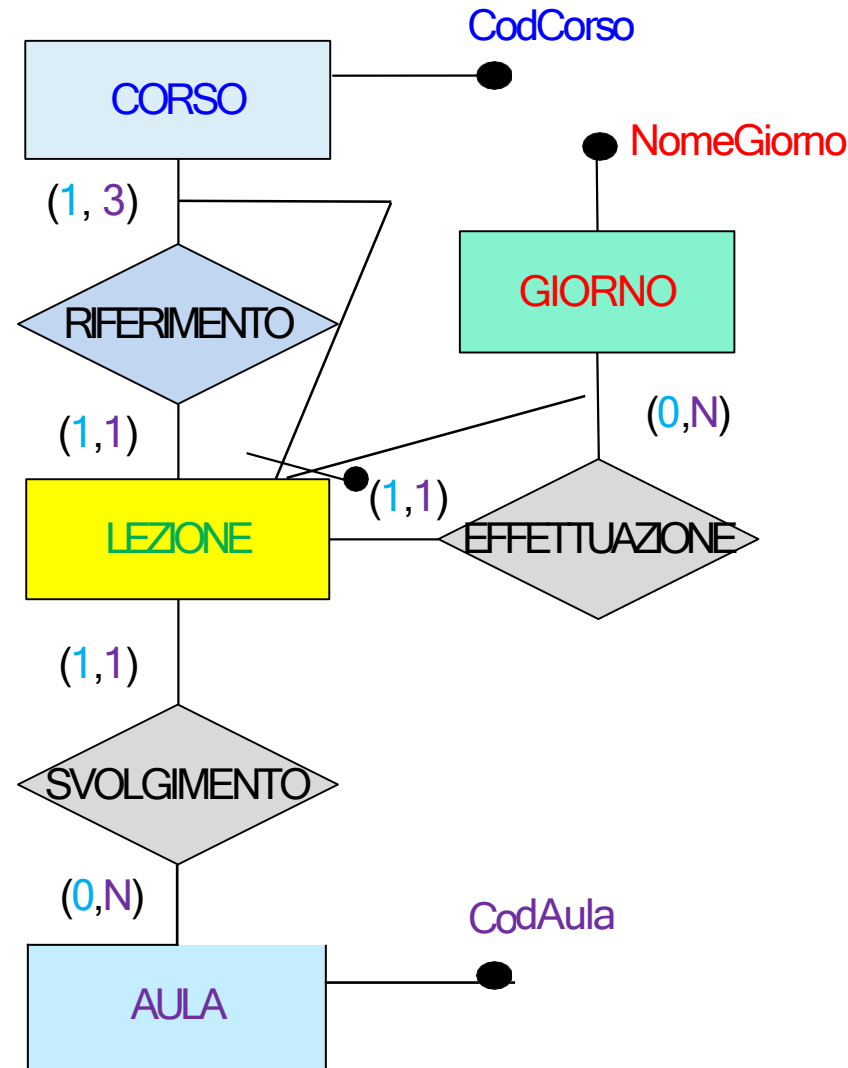 CodCorso
CORSO
NomeGiorno
(1, 3)
GIORNO
RIFERIMENTO
(0,N)
(1,1)
(1,1)
LEZIONE
EFFETTUAZIONE
(1,1)
SVOLGIMENTO
(0,N)
CodAula
AULA